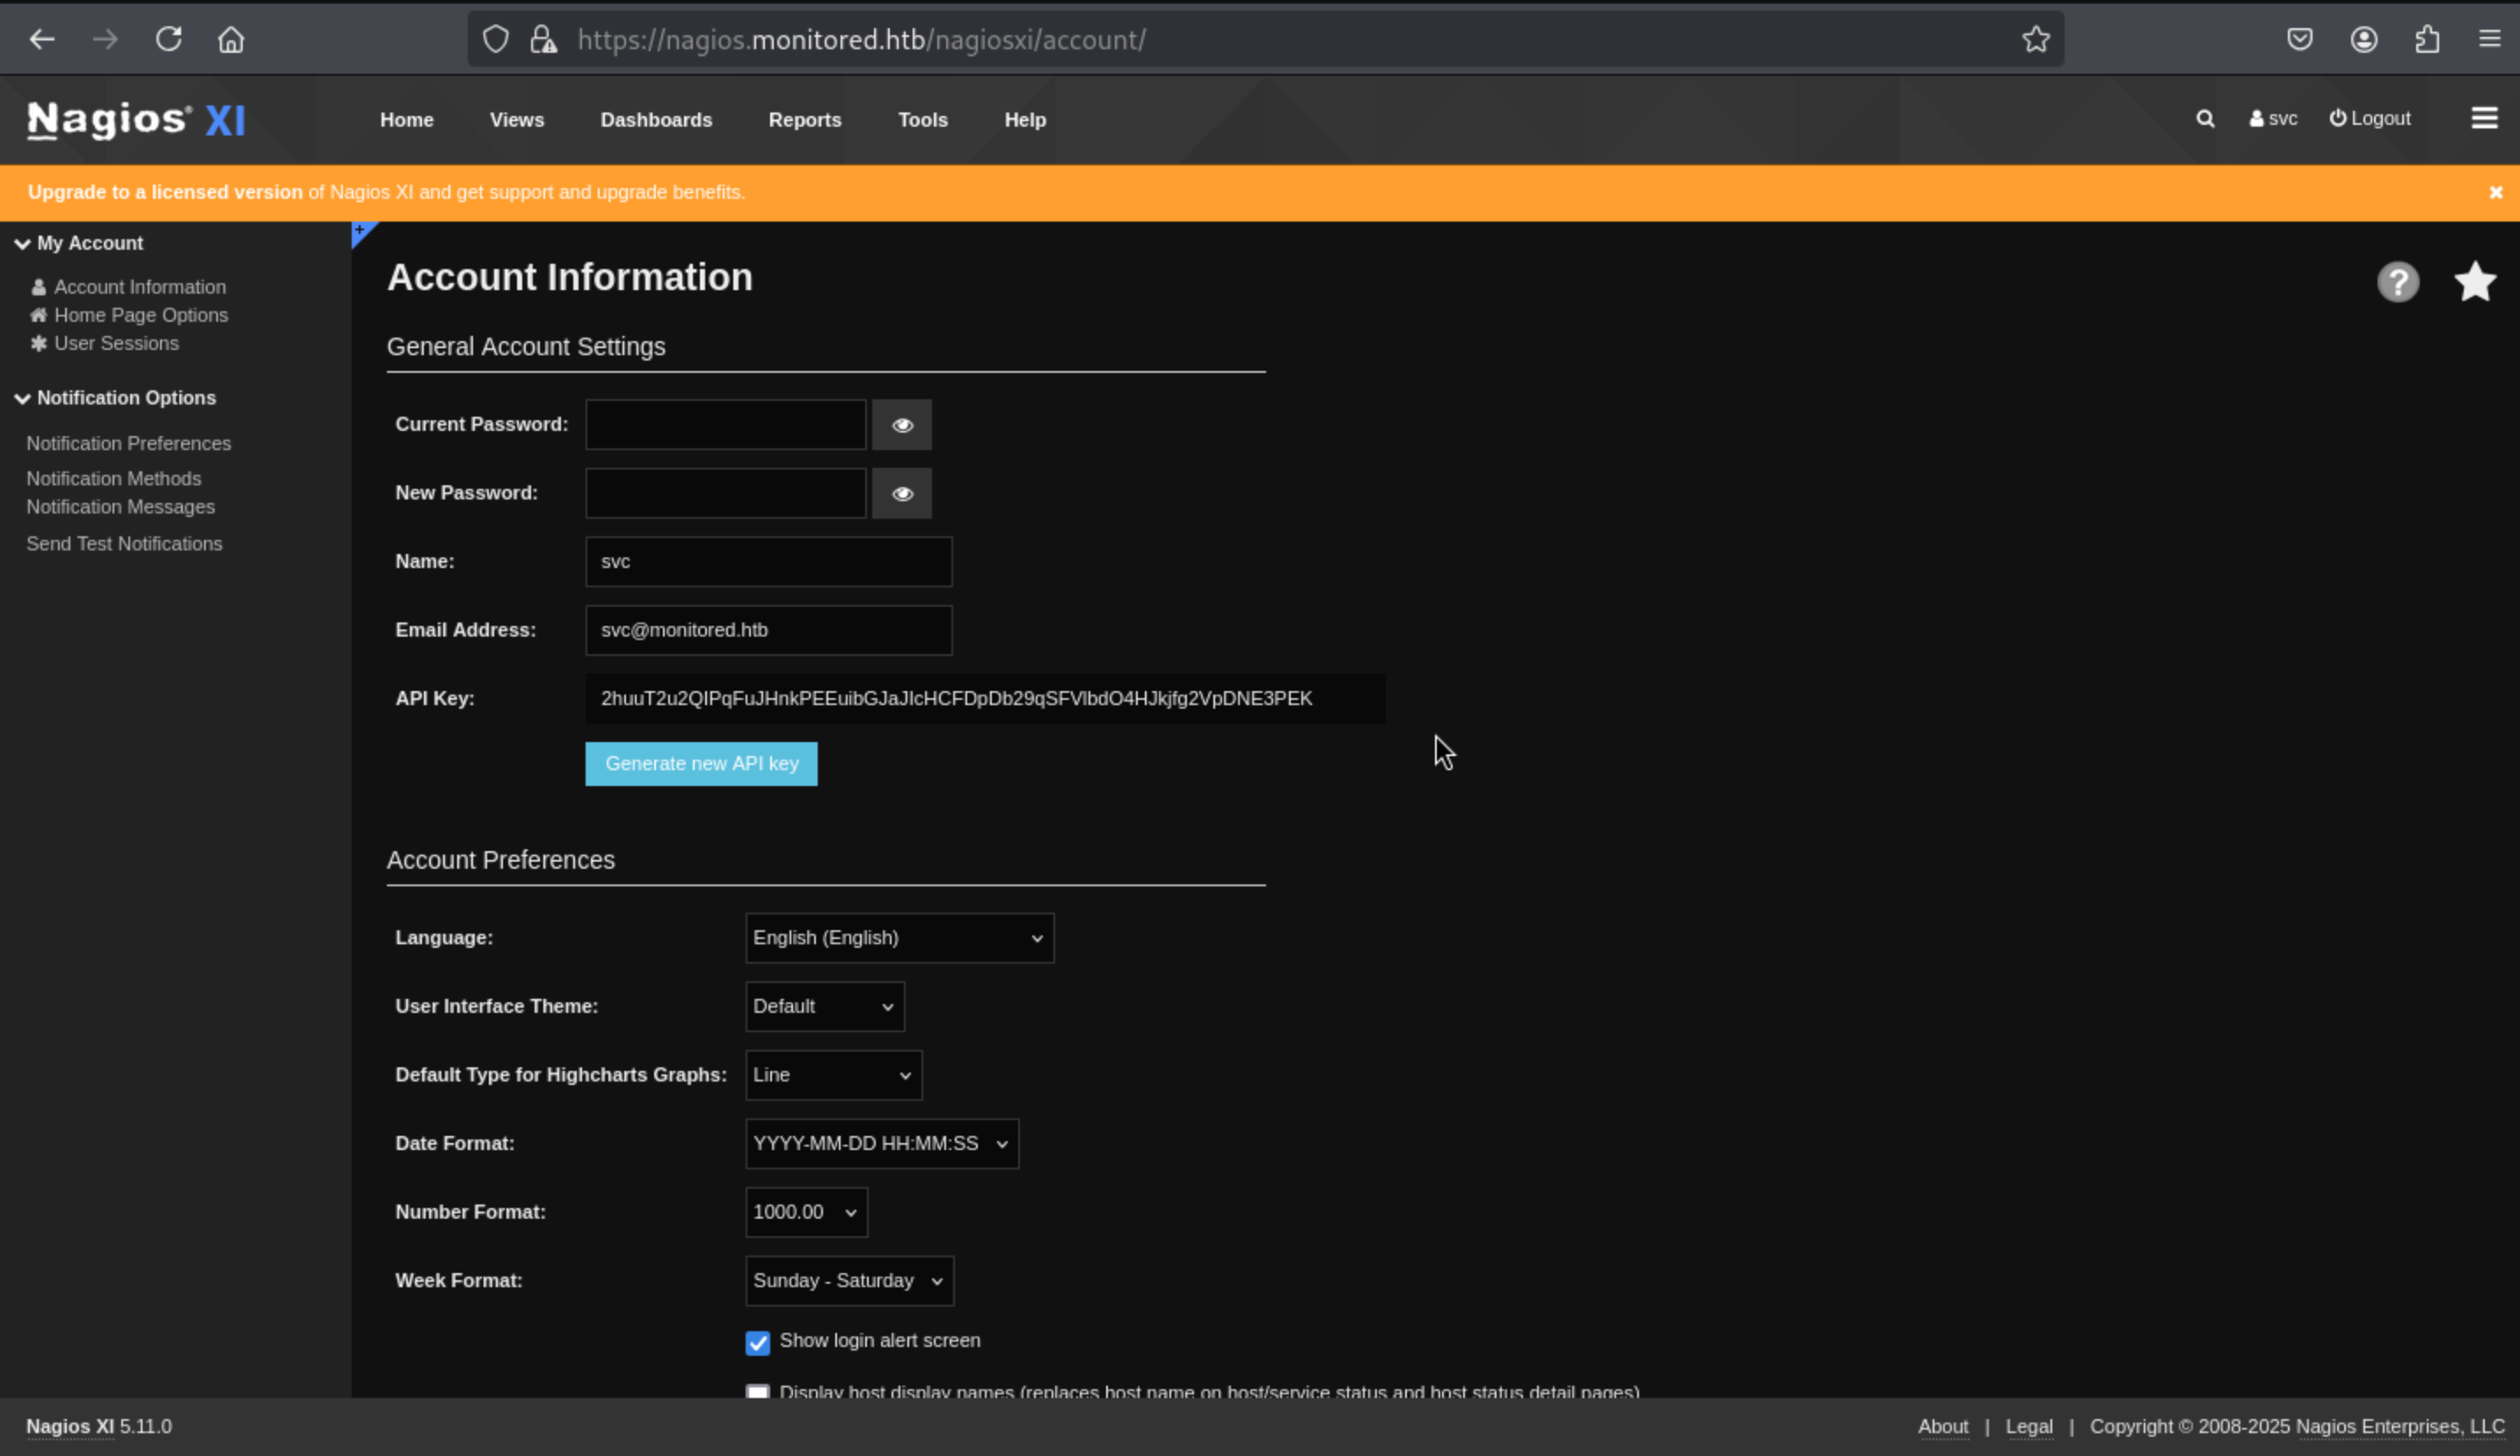 https://nagios.monitored.htb/nagiosxi/account/
Nagios® XI Home Views Dashboards Reports Tools Help svc Logout
Upgrade to a licensed version of Nagios XI and get support and upgrade benefits.
My Account
Account Information
Home Page Options
User Sessions
Notification Options
Notification Preferences
Notification Methods
Notification Messages
Send Test Notifications
Account Information
General Account Settings
Current Password:
New Password:
Name: svc
Email Address: svc@monitored.htb
API Key: 2huuT2u2QIPqFuJHnkPEEuibGJaJIcHCFDpDb29qSFVlbdO4HJkjfg2VpDNE3PEK
Generate new API key
Account Preferences
Language: English (English)
User Interface Theme: Default
Default Type for Highcharts Graphs: Line
Date Format: YYYY-MM-DD HH:MM:SS
Number Format: 1000.00
Week Format: Sunday - Saturday
Show login alert screen
Display host display names (replaces host name on host/service status and host status detail pages)
Nagios XI 5.11.0 About | Legal | Copyright © 2008-2025 Nagios Enterprises, LLC